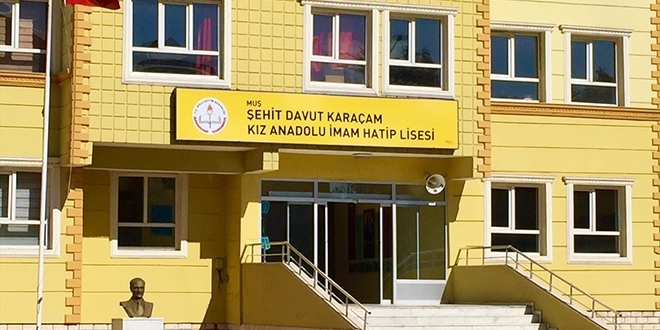 MUŞ
ŞEHİT DAVUT KARAÇAM
KIZ ANADOLU İMAM HATİP LİSESİ